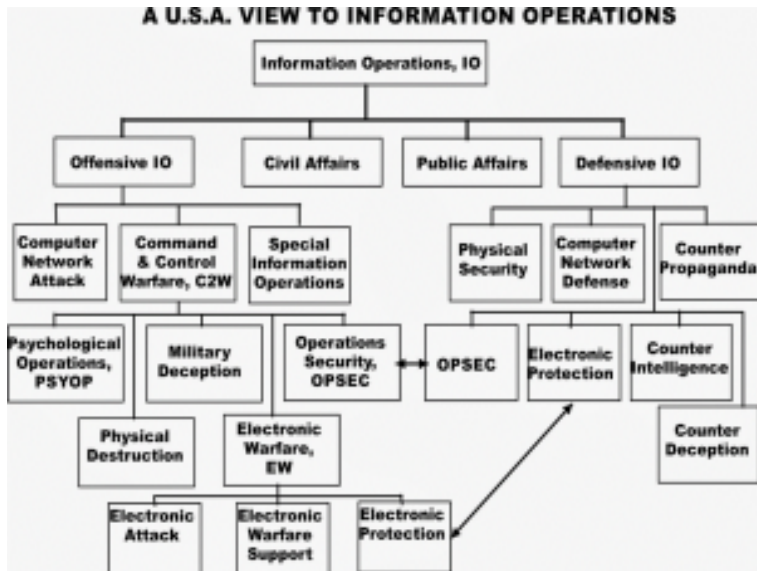 A U.S.A. VIEW TO INFORMATION OPERATIONS
Information Operations, IO
Offensive IO
Civil Affairs
Public Affairs
Defensive IO
Computer
Network
Attack
Command
& Control
Warfare, C2W
Special
Information
Operations
Physical
Security
Computer
Network
Defense
Counter
Propaganda
Psychological
Operations,
PSYOP
Military
Deception
Operations
Security,
OPSEC
OPSEC
Electronic
Protection
Counter
Intelligence
Physical
Destruction
Electronic
Warfare,
EW
Counter
Deception
Electronic
Attack
Electronic
Warfare
Support
Electronic
Protection